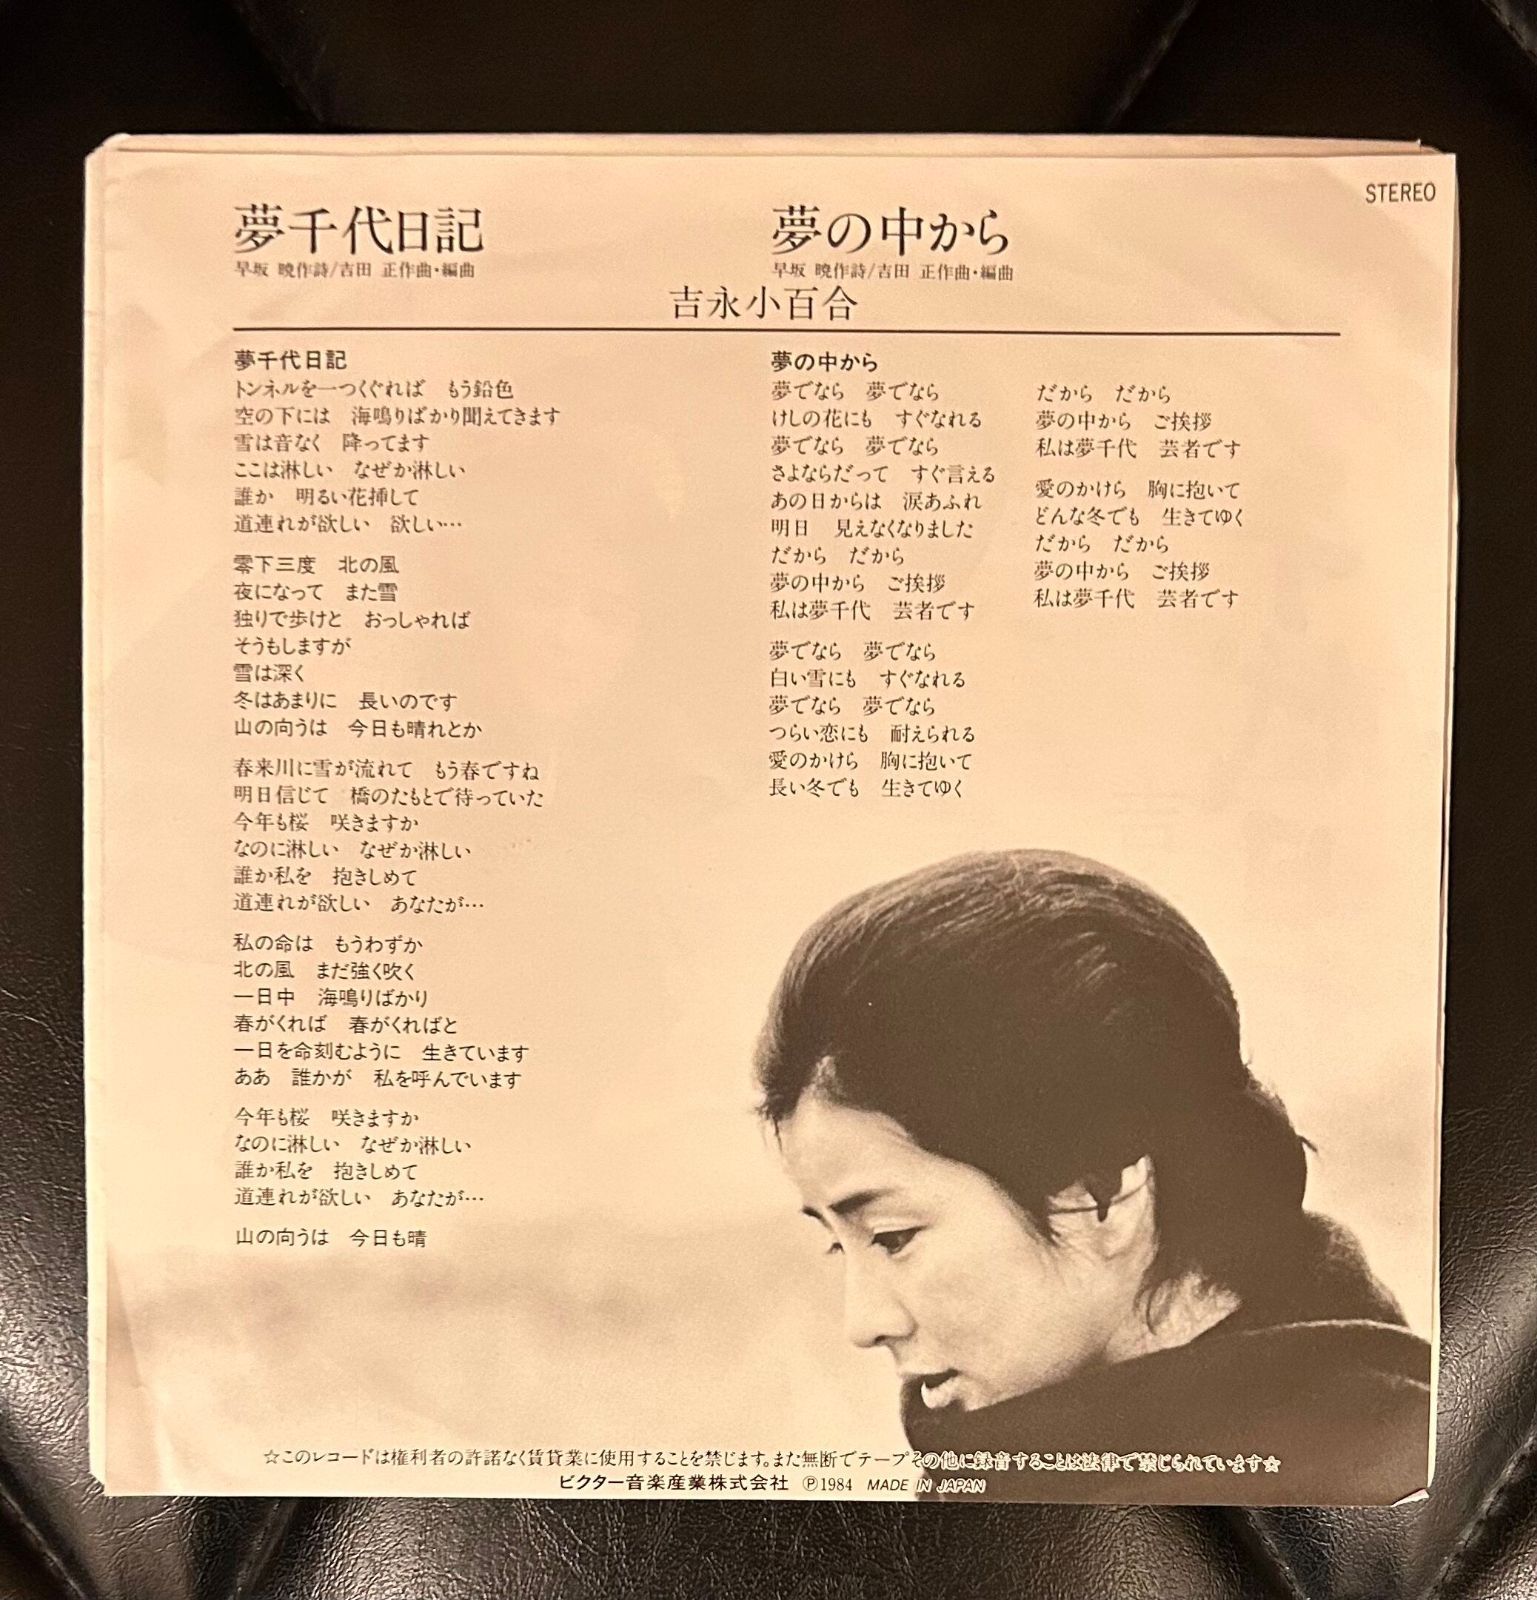 STEREO
夢千代日記
早坂 暁作詩/吉田 正作曲・編曲
夢の中から
早坂 暁作詩/吉田 正作曲・編曲
吉永小百合
夢千代日記
トンネルを一つくぐれば もう鉛色
空の下には 海鳴りばかり聞えてきます
雪は音なく 降ってます
ここは淋しい なぜか淋しい
誰か 明るい花挿して
道連れが欲しい 欲しい…
零下三度 北の風
夜になって また雪
独りで歩けと おっしゃれば
そうもしますが
雪は深く
冬はあまりに 長いのです
山の向うは 今日も晴れとか
春来川に雪が流れて もう春ですね
明日信じて 橋のたもとで待っていた
今年も桜 咲きますか
なのに淋しい なぜか淋しい
誰か私を 抱きしめて
道連れが欲しい あなたが…
私の命は もうわずか
北の風 まだ強く吹く
一日中 海鳴りばかり
春がくれば 春がくればと
一日を命刻むように 生きています
ああ 誰かが 私を呼んでいます
今年も桜 咲きますか
なのに淋しい なぜか淋しい
誰か私を 抱きしめて
道連れが欲しい あなたが…
山の向うは 今日も晴
夢の中から
夢でなら 夢でなら
けしの花にも すぐなれる
夢でなら 夢でなら
さよならだって すぐ言える
あの日からは 涙あふれ
明日 見えなくなりました
だから だから
夢の中から ご挨拶
私は夢千代 芸者です
夢でなら 夢でなら
白い雪にも すぐなれる
夢でなら 夢でなら
つらい恋にも 耐えられる
愛のかけら 胸に抱いて
長い冬でも 生きてゆく
だから だから
夢の中から ご挨拶
私は夢千代 芸者です
愛のかけら 胸に抱いて
どんな冬でも 生きてゆく
だから だから
夢の中から ご挨拶
私は夢千代 芸者です
☆このレコードは権利者の許諾なく賃貸業に使用することを禁じます。また無断でテープその他に録音することは法律で禁じられています☆
ビクター音楽産業株式会社 Ⓟ1984 MADE IN JAPAN